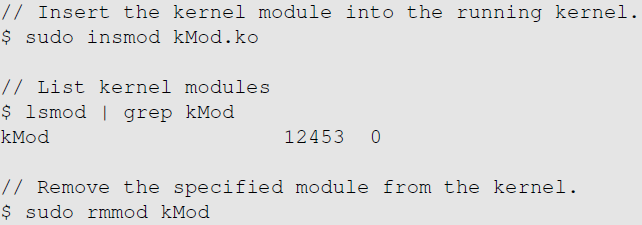 // Insert the kernel module into the running kernel.
$ sudo insmod kMod.ko
// List kernel modules
$ lsmod | grep kMod
kMod 12453 0
// Remove the specified module from the kernel.
$ sudo rmmod kMod